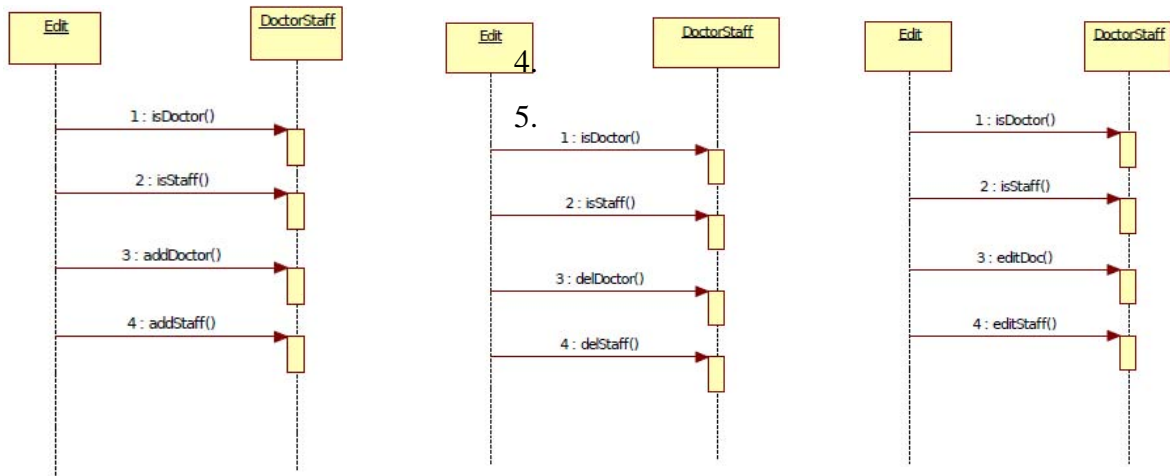 Edit
DoctorStaff
1 : isDoctor()
2 : isStaff()
3 : addDoctor()
4 : addStaff()
Edit
DoctorStaff
4.
5.
1 : isDoctor()
2 : isStaff()
3 : delDoctor()
4 : delStaff()
Edit
DoctorStaff
1 : isDoctor()
2 : isStaff()
3 : editDoc()
4 : editStaff()